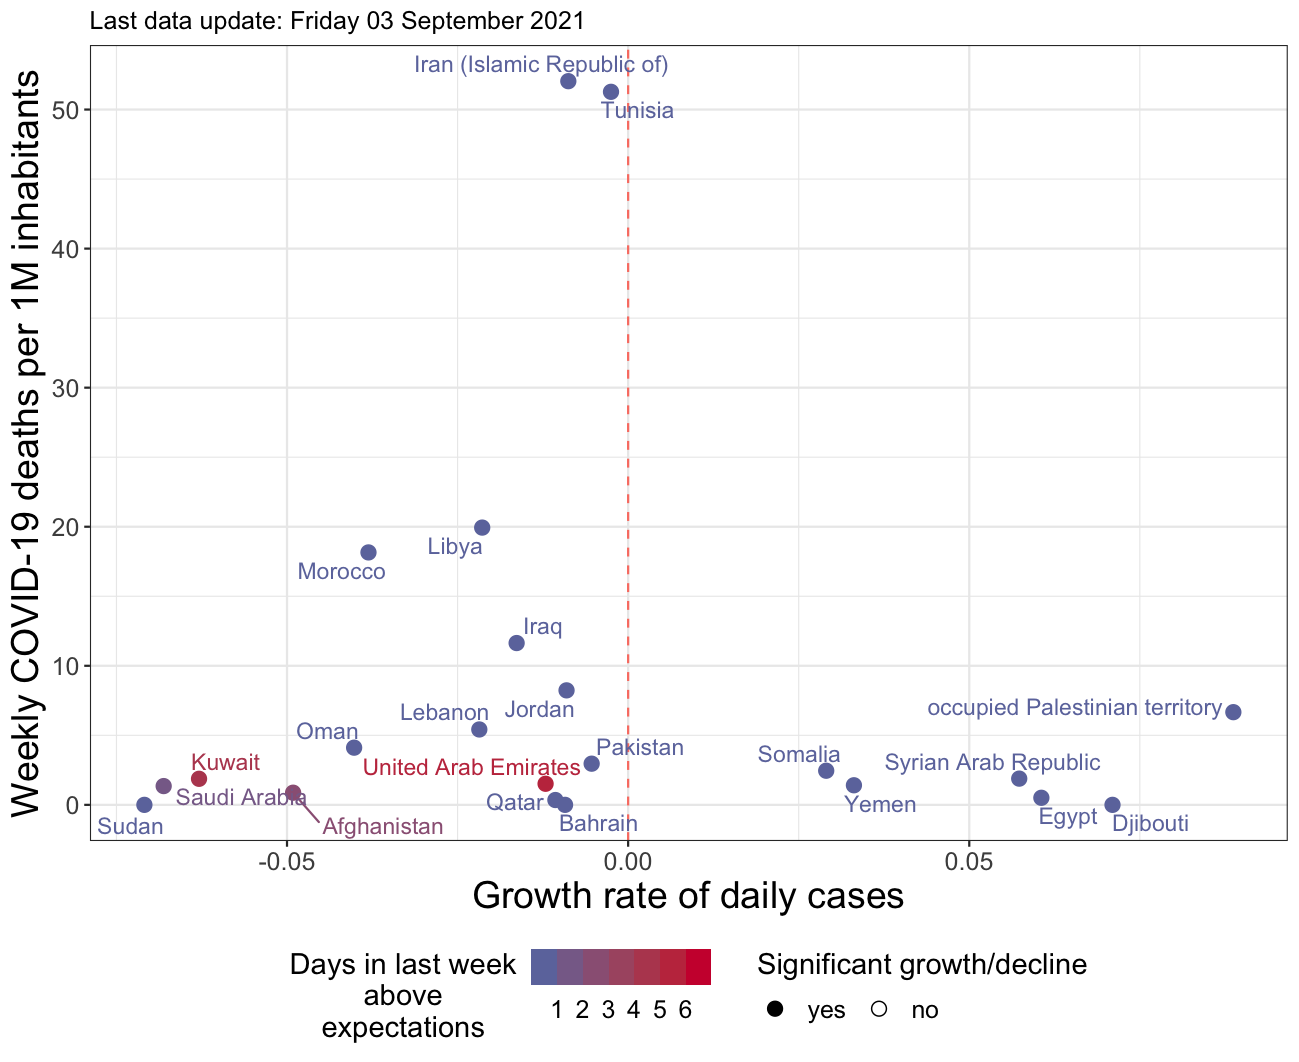 Last data update: Friday 03 September 2021
Weekly COVID-19 deaths per 1M inhabitants
50
40
30
20
10
0
Iran (Islamic Republic of)
Tunisia
Libya
Morocco
Iraq
Jordan
Lebanon
occupied Palestinian territory
Oman
Pakistan
Somalia
Kuwait
United Arab Emirates
Syrian Arab Republic
Saudi Arabia
Qatar
Yemen
Sudan
Afghanistan
Bahrain
Egypt
Djibouti
-0.05
0.00
0.05
Growth rate of daily cases
Days in last week
above
expectations
1 2 3 4 5 6
Significant growth/decline
yes no